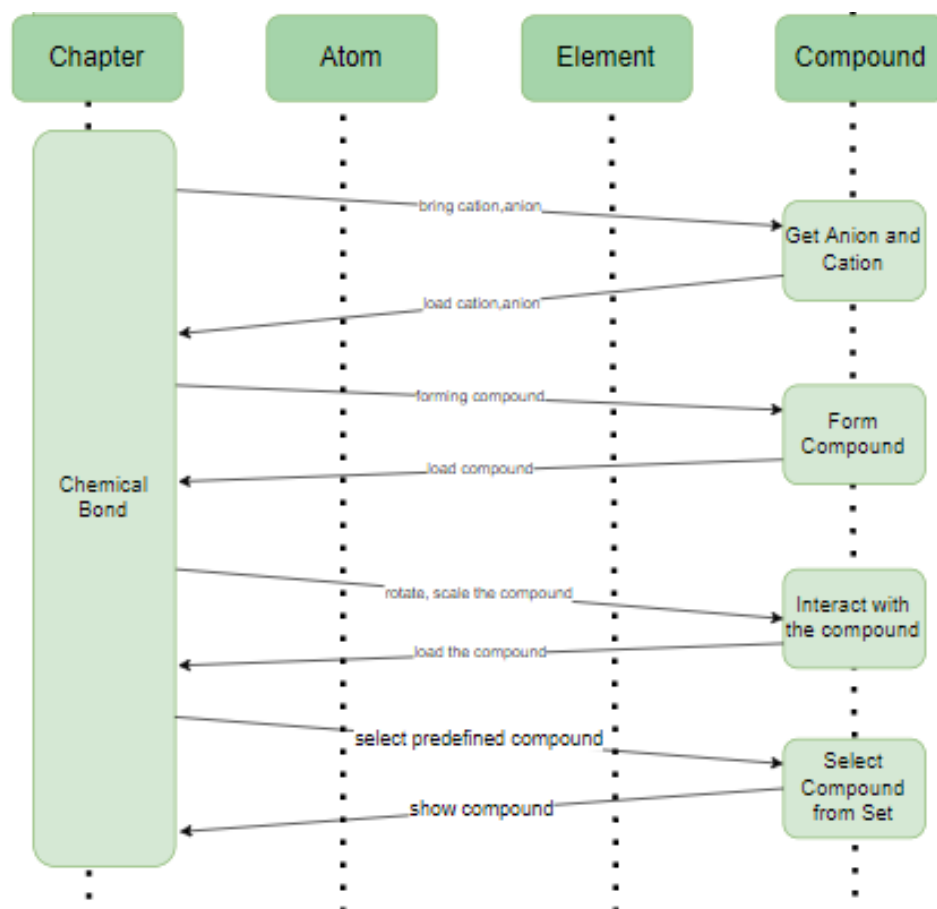 Chapter
Atom
Element
Compound
bring cation,anion
Get Anion and
Cation
load cation,anion
forming compound
Form
Compound
load compound
Chemical
Bond
rotate, scale the compound
Interact with
the compound
load the compound
select predefined compound
Select
Compound
from Set
show compound